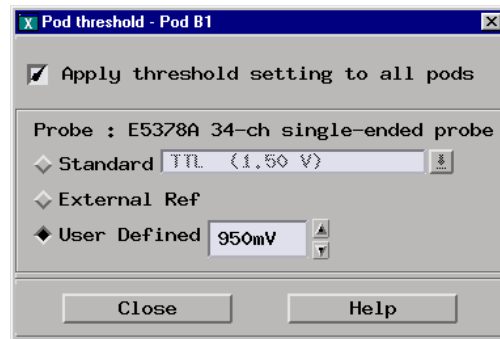 Pod threshold - Pod B1
Apply threshold setting to all pods
Probe : E5378A 34-ch single-ended probe
Standard TTL (1.50 V)
External Ref
User Defined 950mV
Close Help